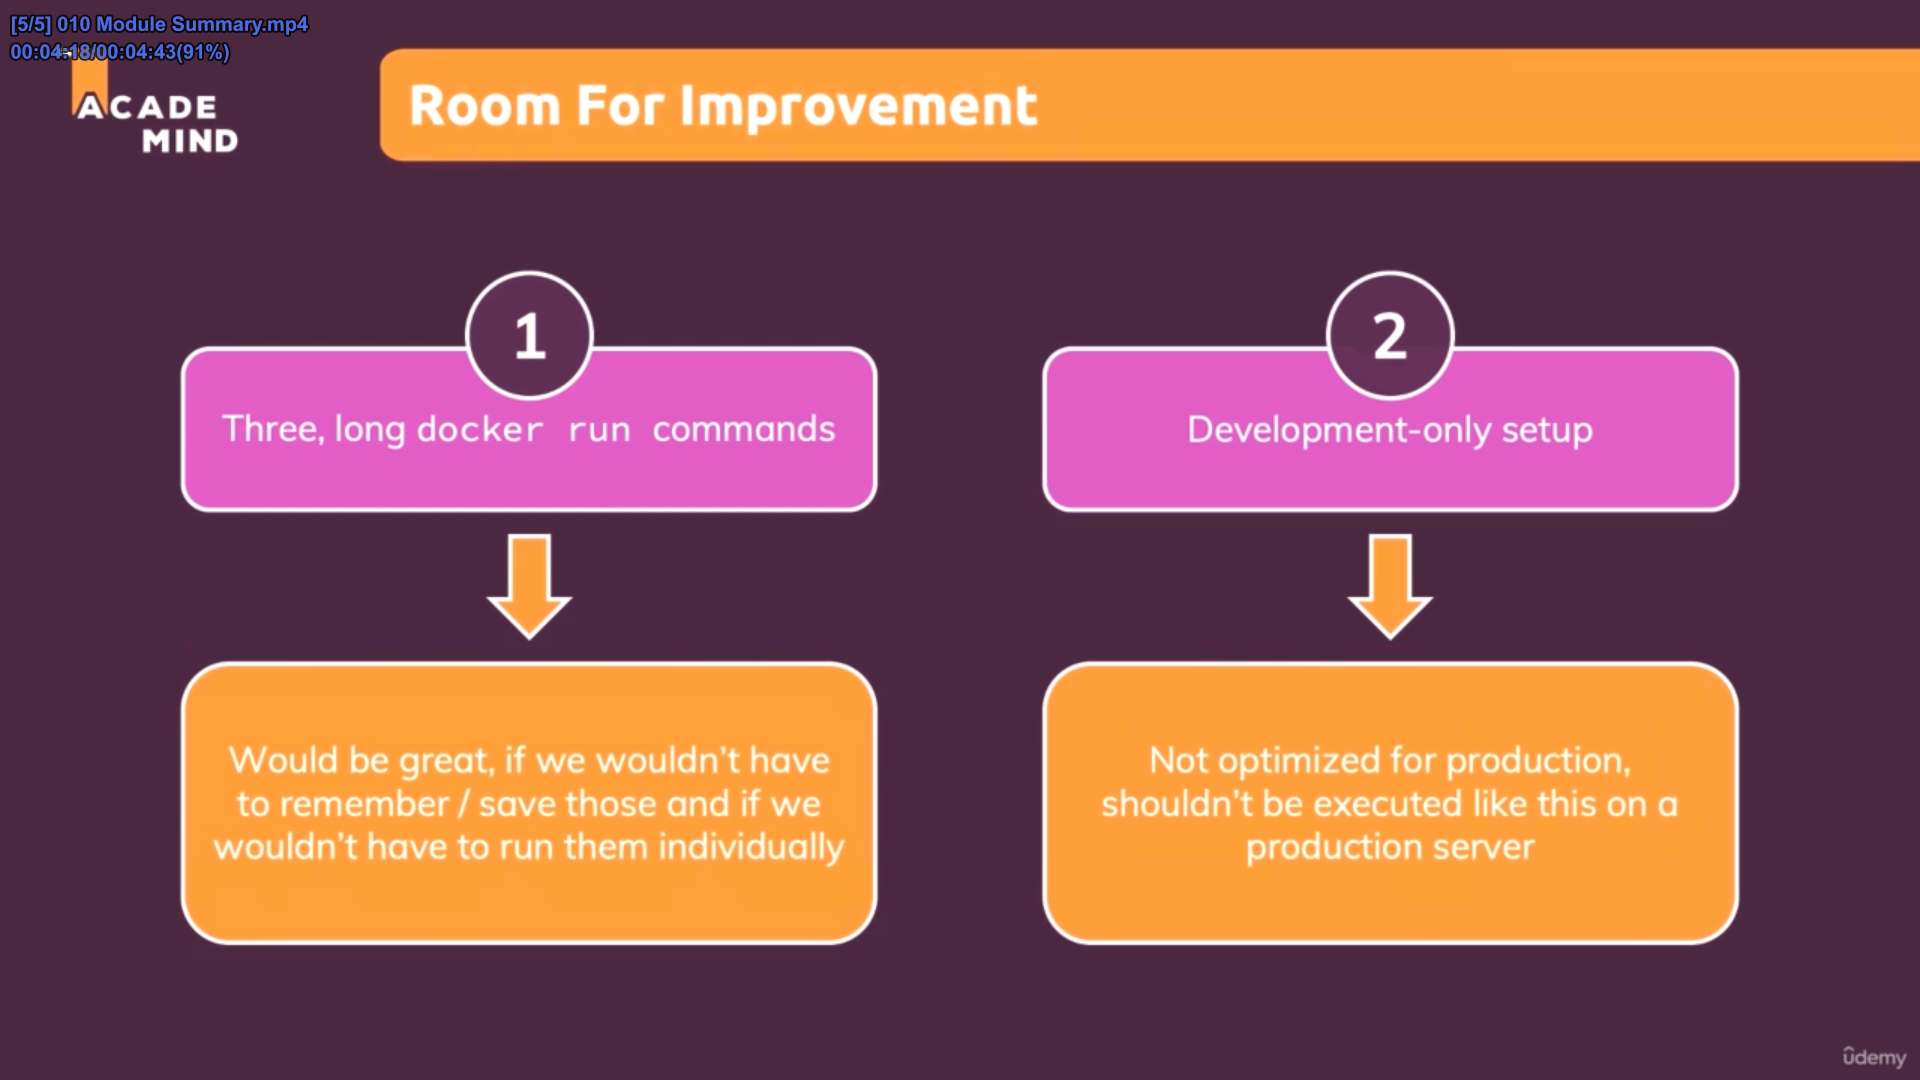 [5/5] 010 Module Summary.mp4
00:04:18/00:04:43(91%)
ACADE
MIND
Room For Improvement
1
Three, long docker run commands
Would be great, if we wouldn't have
to remember / save those and if we
wouldn't have to run them individually
2
Development-only setup
Not optimized for production,
shouldn't be executed like this on a
production server
ûdemy